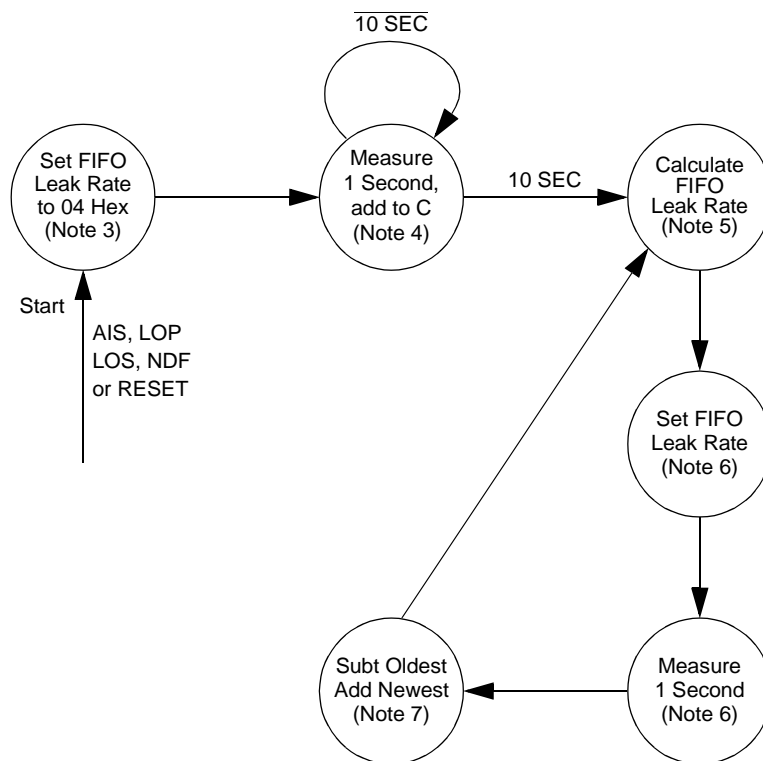 10 SEC
Set FIFO
Leak Rate
to 04 Hex
(Note 3)
Measure
1 Second,
add to C
(Note 4)
10 SEC
Calculate
FIFO
Leak Rate
(Note 5)
Start
AIS, LOP
LOS, NDF
or RESET
Set FIFO
Leak Rate
(Note 6)
Subt Oldest
Add Newest
(Note 7)
Measure
1 Second
(Note 6)